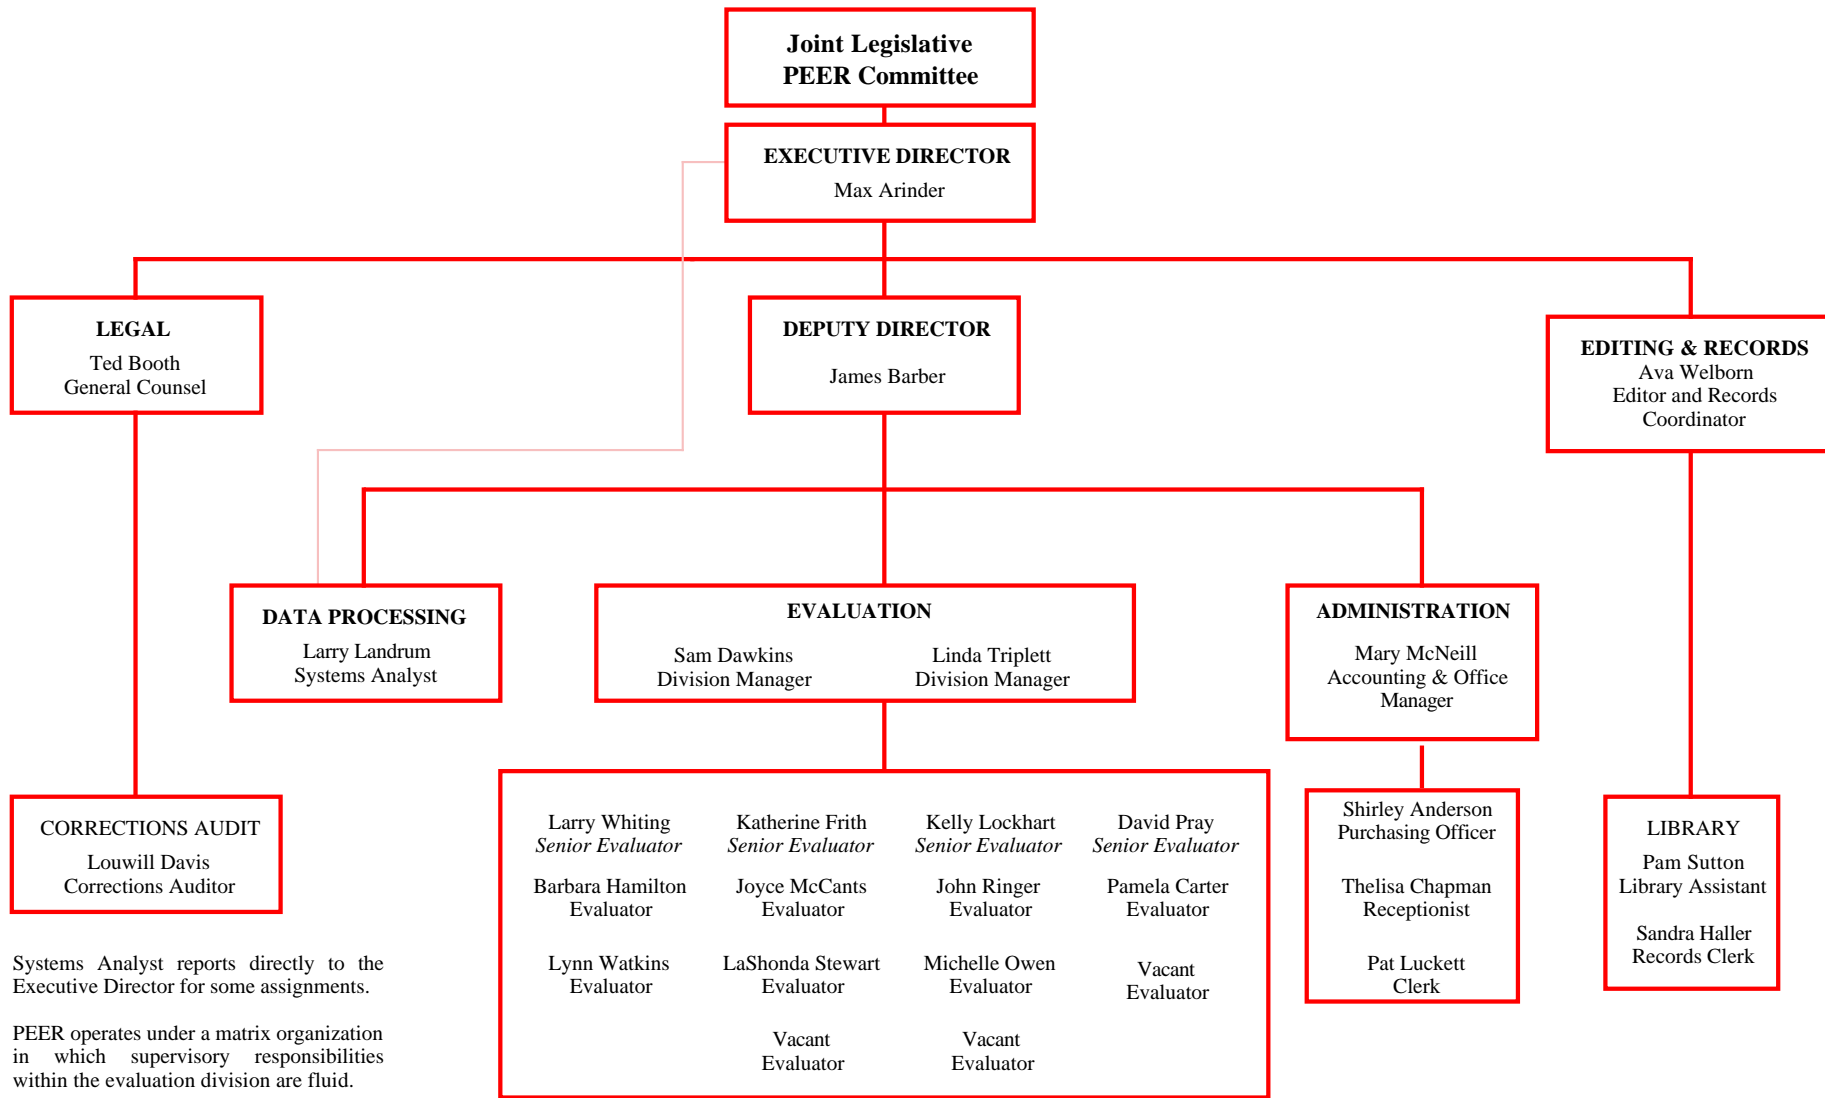 Joint Legislative
PEER Committee
EXECUTIVE DIRECTOR
Max Arinder
LEGAL
Ted Booth
General Counsel
DEPUTY DIRECTOR
James Barber
EDITING & RECORDS
Ava Welborn
Editor and Records
Coordinator
DATA PROCESSING
Larry Landrum
Systems Analyst
EVALUATION
Sam Dawkins
Division Manager
Linda Triplett
Division Manager
ADMINISTRATION
Mary McNeill
Accounting & Office
Manager
CORRECTIONS AUDIT
Louwill Davis
Corrections Auditor
Larry Whiting
Senior Evaluator
Barbara Hamilton
Evaluator
Lynn Watkins
Evaluator
Katherine Frith
Senior Evaluator
Joyce McCants
Evaluator
LaShonda Stewart
Evaluator
Vacant
Evaluator
Kelly Lockhart
Senior Evaluator
John Ringer
Evaluator
Michelle Owen
Evaluator
Vacant
Evaluator
David Pray
Senior Evaluator
Pamela Carter
Evaluator
Vacant
Evaluator
Shirley Anderson
Purchasing Officer
Thelisa Chapman
Receptionist
Pat Luckett
Clerk
LIBRARY
Pam Sutton
Library Assistant
Sandra Haller
Records Clerk
Systems Analyst reports directly to the
Executive Director for some assignments.
PEER operates under a matrix organization
in which supervisory responsibilities
within the evaluation division are fluid.